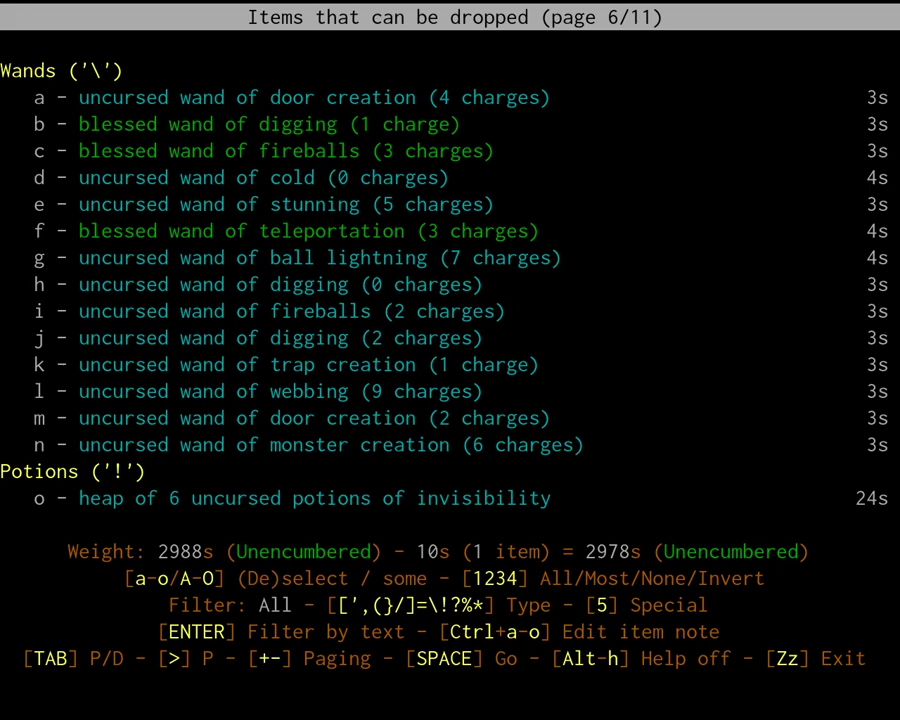 Items that can be dropped (page 6/11)
Wands ('\')
a - uncursed wand of door creation (4 charges) 3s
b - blessed wand of digging (1 charge) 3s
c - blessed wand of fireballs (3 charges) 3s
d - uncursed wand of cold (0 charges) 4s
e - uncursed wand of stunning (5 charges) 3s
f - blessed wand of teleportation (3 charges) 4s
g - uncursed wand of ball lightning (7 charges) 4s
h - uncursed wand of digging (0 charges) 3s
i - uncursed wand of fireballs (2 charges) 3s
j - uncursed wand of digging (2 charges) 3s
k - uncursed wand of trap creation (1 charge) 3s
l - uncursed wand of webbing (9 charges) 3s
m - uncursed wand of door creation (2 charges) 3s
n - uncursed wand of monster creation (6 charges) 3s
Potions ('!')
o - heap of 6 uncursed potions of invisibility 24s
Weight: 2988s (Unencumbered) - 10s (1 item) = 2978s (Unencumbered)
[a-o/A-O] (De)select / some - [1234] All/Most/None/Invert
Filter: All - [[',(}/]=\!?%*] Type - [5] Special
[ENTER] Filter by text - [Ctrl+a-o] Edit item note
[TAB] P/D - [>] P - [+-] Paging - [SPACE] Go - [Alt-h] Help off - [Zz] Exit